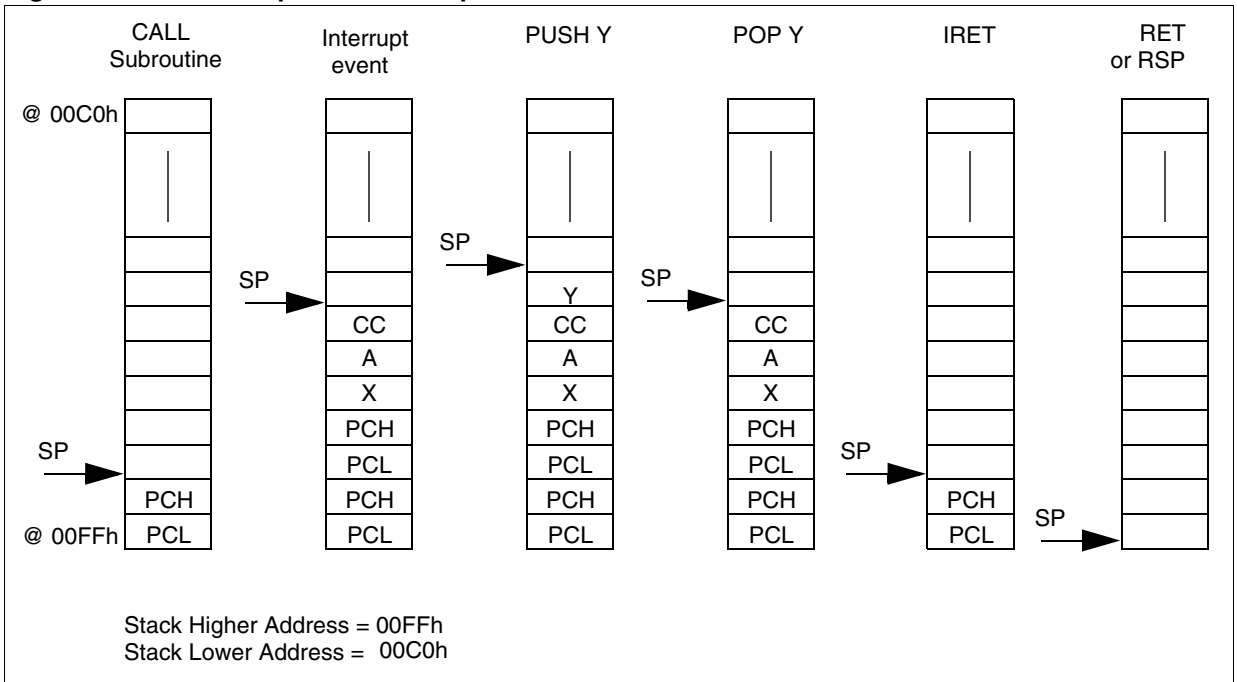 CALL
Subroutine
Interrupt
event
PUSH Y
POP Y
IRET
RET
or RSP
@ 00C0h
SP
SP
SP
SP
Y
CC
CC
CC
A
A
A
X
X
X
PCH
PCH
PCH
SP
SP
PCL
PCL
PCL
PCH
PCH
PCH
PCH
PCH
SP
@ 00FFh
PCL
PCL
PCL
PCL
PCL
Stack Higher Address = 00FFh
Stack Lower Address = 00C0h